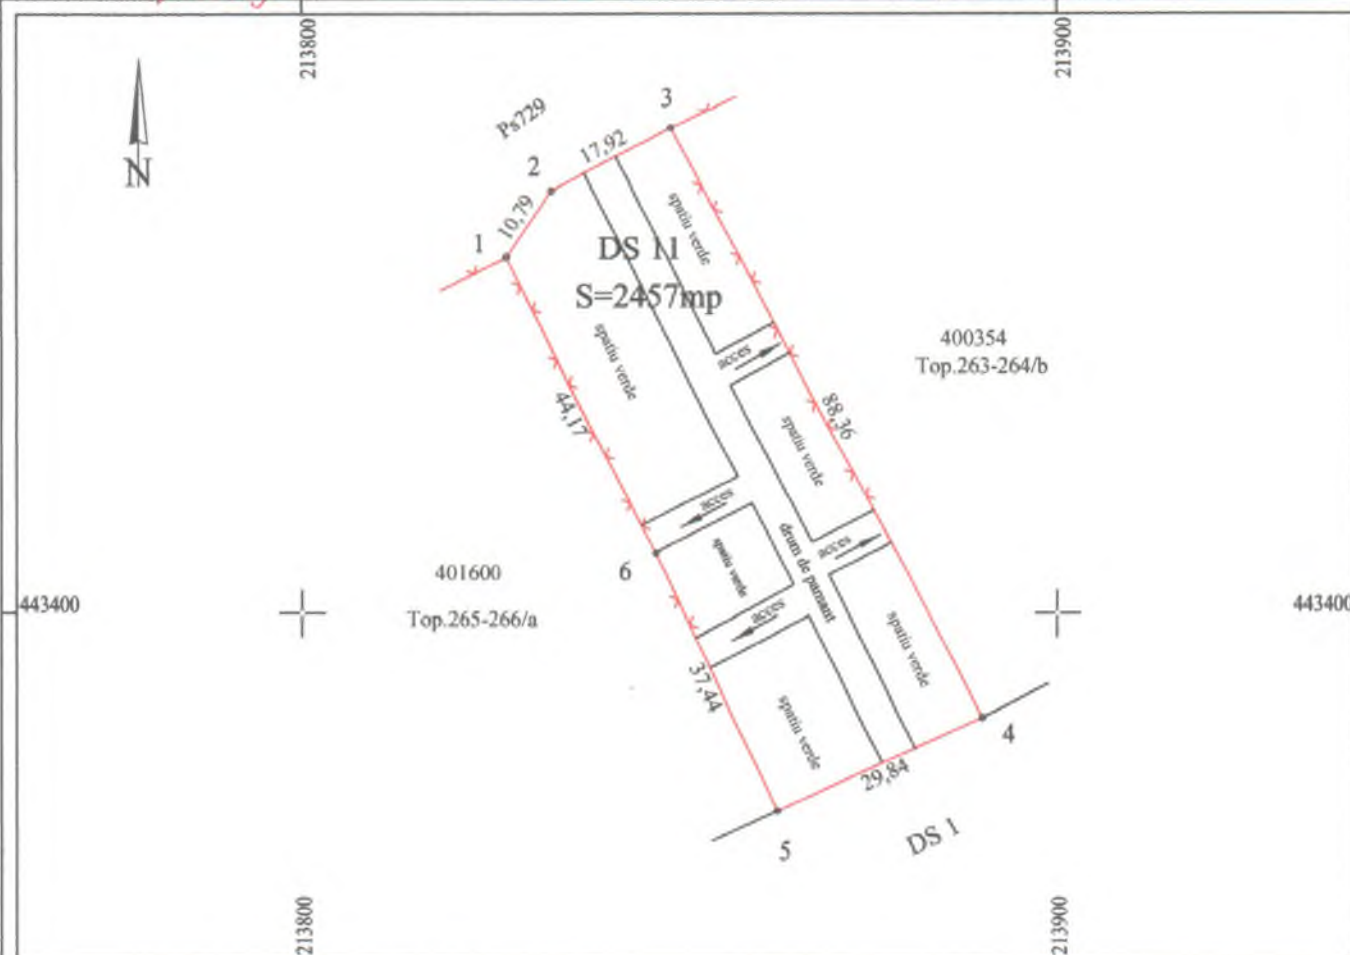 213800
213900
N
Ps729
3
17,92
2
10,79
1
spatiu verde
DS 11
S=2457mp
spatiu verde
400354
Top.263-264/b
acces
44,17
88,36
spatiu verde
acces
drum de pamant
acces
spatiu verde
6
401600
Top.265-266/a
443400
443400
acces
spatiu verde
37,44
spatiu verde
4
29,84
DS 1
5
213800
213900